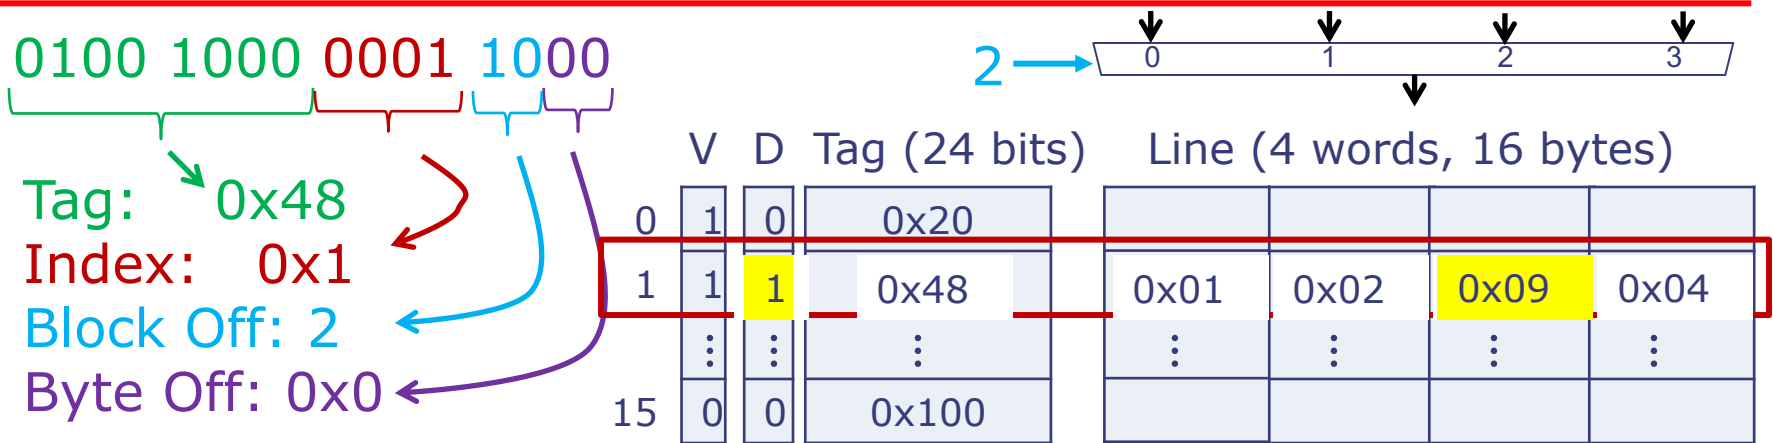 0100 1000 0001 1000
Tag: 0x48
Index: 0x1
Block Off: 2
Byte Off: 0x0
2 0 1 2 3
V D Tag (24 bits) Line (4 words, 16 bytes)
0 1 0 0x20
1 1 1 0x48 0x01 0x02 0x09 0x04
⋮ ⋮ ⋮ ⋮ ⋮ ⋮ ⋮
15 0 0 0x100